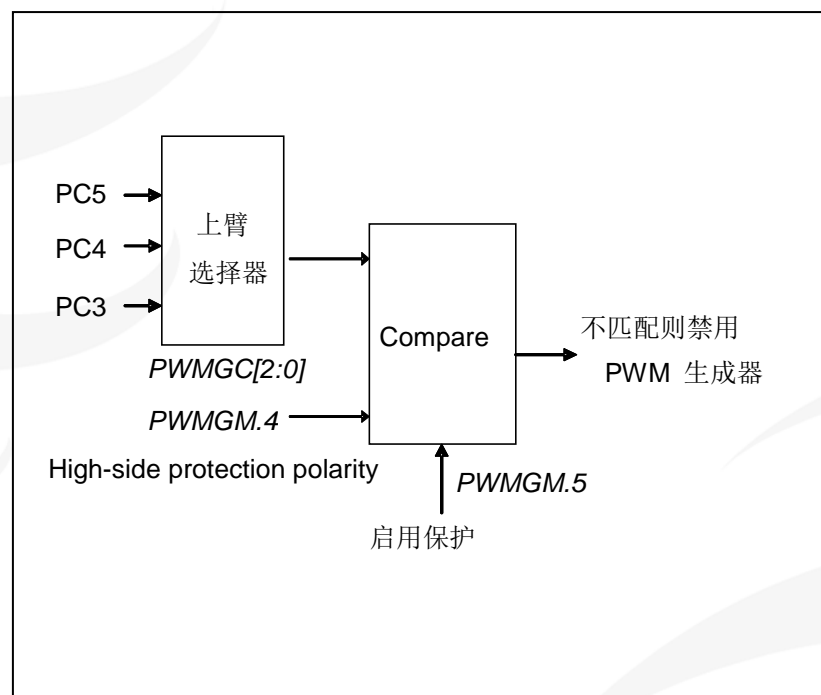 PC5
PC4
PC3
上臂
选择器
PWMGC[2:0]
PWMGM.4
High-side protection polarity
Compare
PWMGM.5
启用保护
不匹配则禁用
PWM 生成器